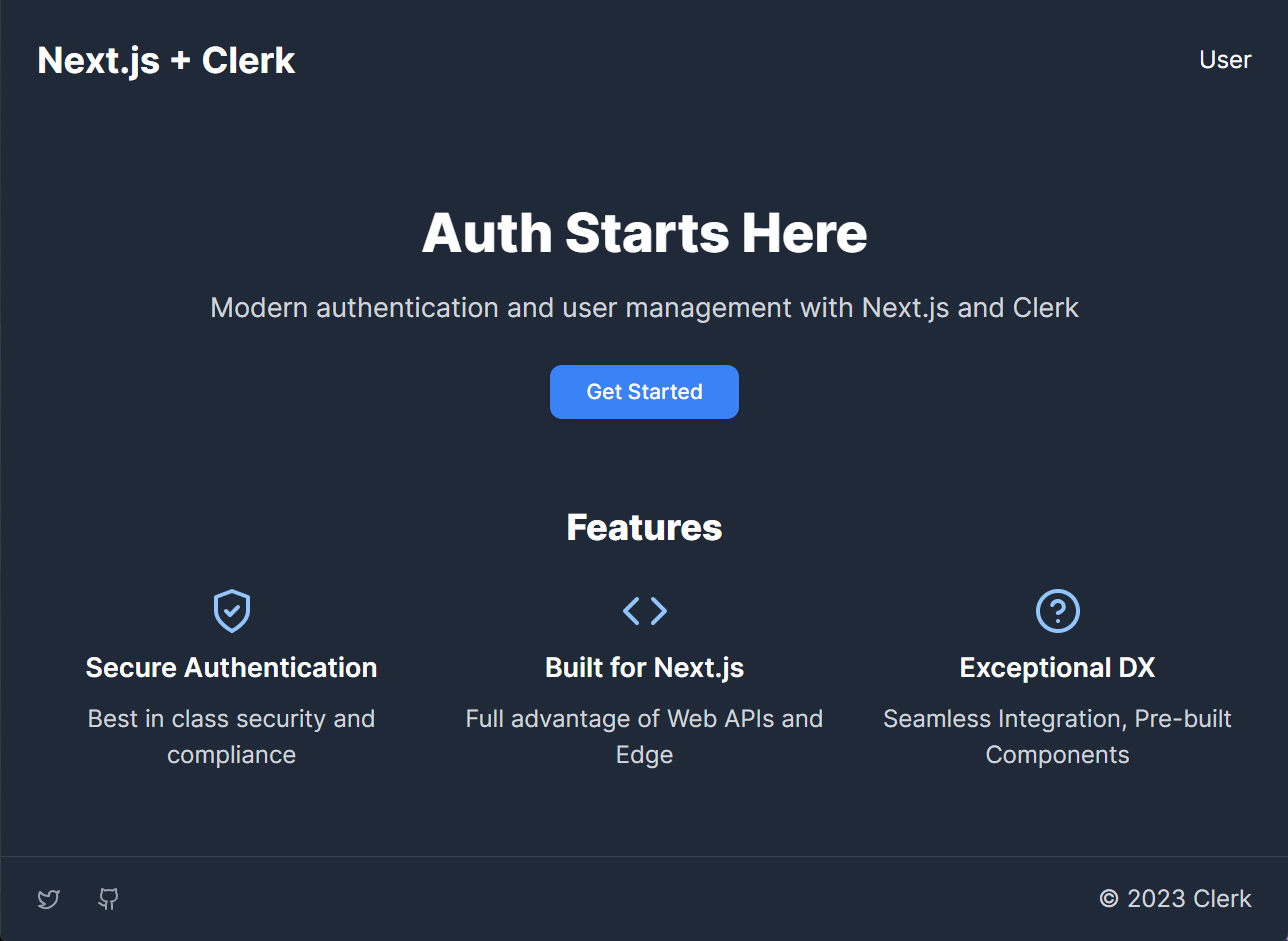 Next.js + Clerk
User
Auth Starts Here
Modern authentication and user management with Next.js and Clerk
Get Started
Features
Secure Authentication
Best in class security and
compliance
Built for Next.js
Full advantage of Web APIs and
Edge
Exceptional DX
Seamless Integration, Pre-built
Components
© 2023 Clerk